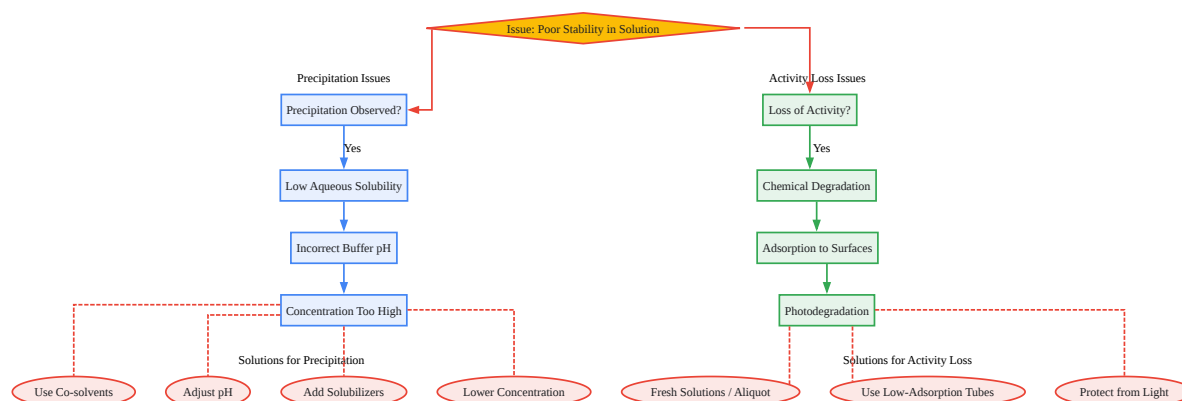 Issue: Poor Stability in Solution
Precipitation Issues
Activity Loss Issues
Precipitation Observed?
Loss of Activity?
Yes
Yes
Low Aqueous Solubility
Chemical Degradation
Incorrect Buffer pH
Adsorption to Surfaces
Concentration Too High
Photodegradation
Solutions for Precipitation
Solutions for Activity Loss
Use Co-solvents
Adjust pH
Add Solubilizers
Lower Concentration
Fresh Solutions / Aliquot
Use Low-Adsorption Tubes
Protect from Light